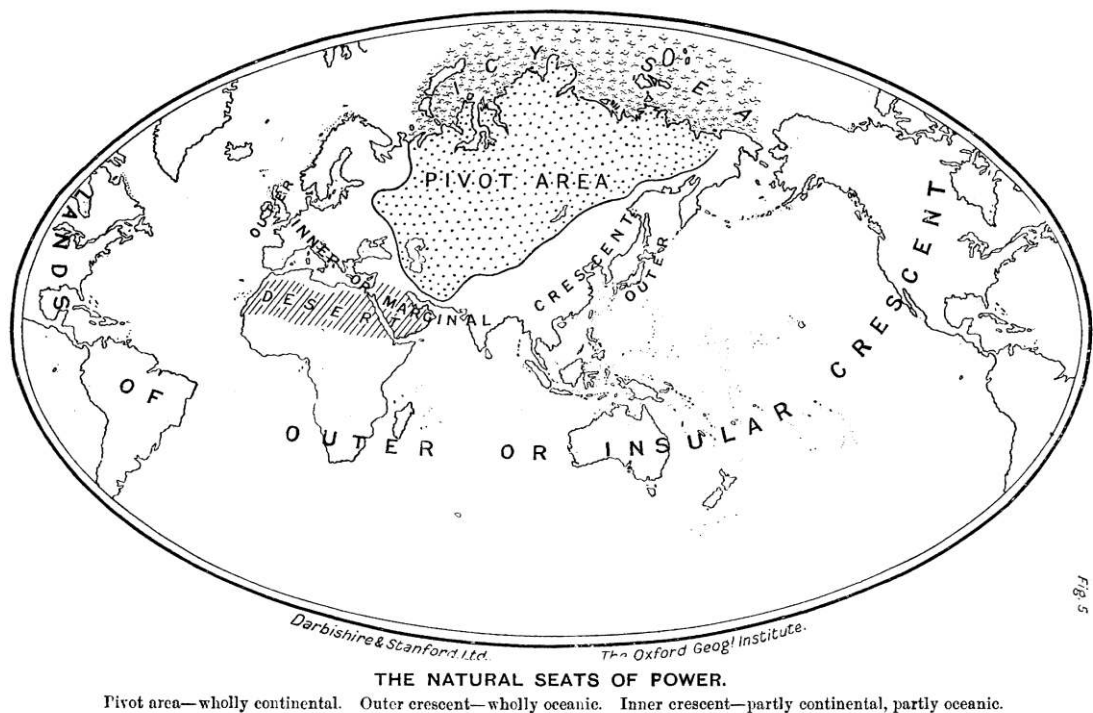 ICY SEA
PIVOT AREA
LANDS OF OUTER OR INSULAR CRESCENT
OUTER
INNER OR MARGINAL CRESCENT
OUTER
DESERT
Fig. 5
Darbishire & Stanford, Ltd.
The Oxford Geogl. Institute.
THE NATURAL SEATS OF POWER.
Pivot area—wholly continental. Outer crescent—wholly oceanic. Inner crescent—partly continental, partly oceanic.